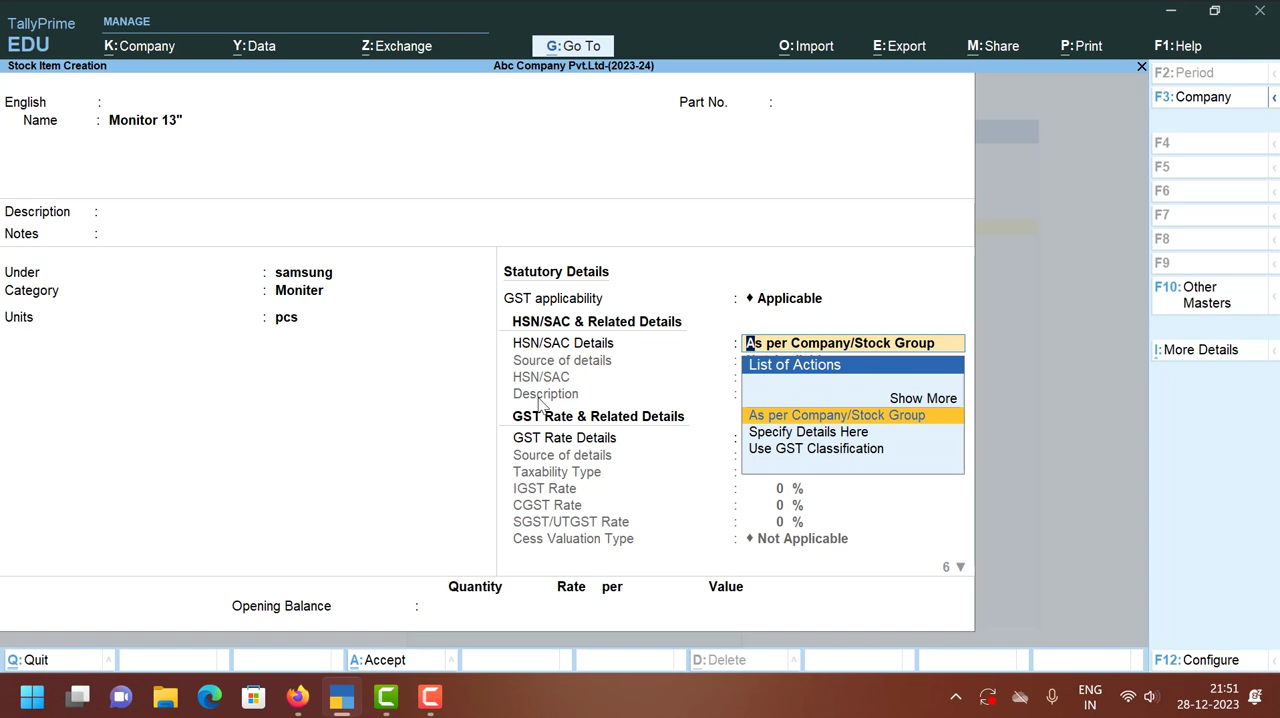 TallyPrime
EDU
MANAGE
K:Company
Y:Data
Z:Exchange
G:Go To
O:Import
E:Export
M:Share
P:Print
F1:Help
Stock Item Creation
Abc Company Pvt.Ltd-(2023-24)
English :
Name : Monitor 13"
Part No. :
Description :
Notes :
Under : samsung
Category : Moniter
Units : pcs
Statutory Details
GST applicability : ♦ Applicable
HSN/SAC & Related Details
HSN/SAC Details : As per Company/Stock Group
Source of details :
HSN/SAC :
Description :
GST Rate & Related Details
GST Rate Details :
Source of details :
Taxability Type :
IGST Rate : 0 %
CGST Rate : 0 %
SGST/UTGST Rate : 0 %
Cess Valuation Type : ♦ Not Applicable
6 ▼
List of Actions
Show More
As per Company/Stock Group
Specify Details Here
Use GST Classification
Quantity Rate per Value
Opening Balance :
F2:Period
F3:Company
F4
F5
F6
F7
F8
F9
F10:Other Masters
I:More Details
F12:Configure
Q:Quit
A:Accept
D:Delete
ENG
IN
21:51
28-12-2023